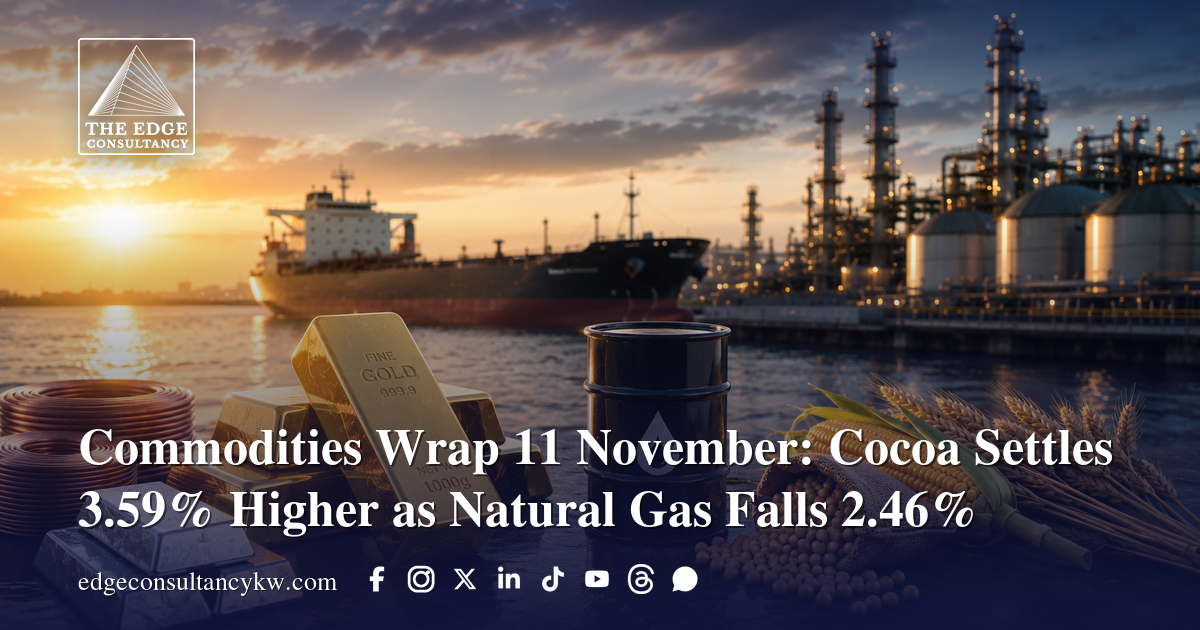 THE EDGE
CONSULTANCY
FINE
GOLD
999.9
1000g
Commodities Wrap 11 November: Cocoa Settles
3.59% Higher as Natural Gas Falls 2.46%
edgeconsultancykw.com